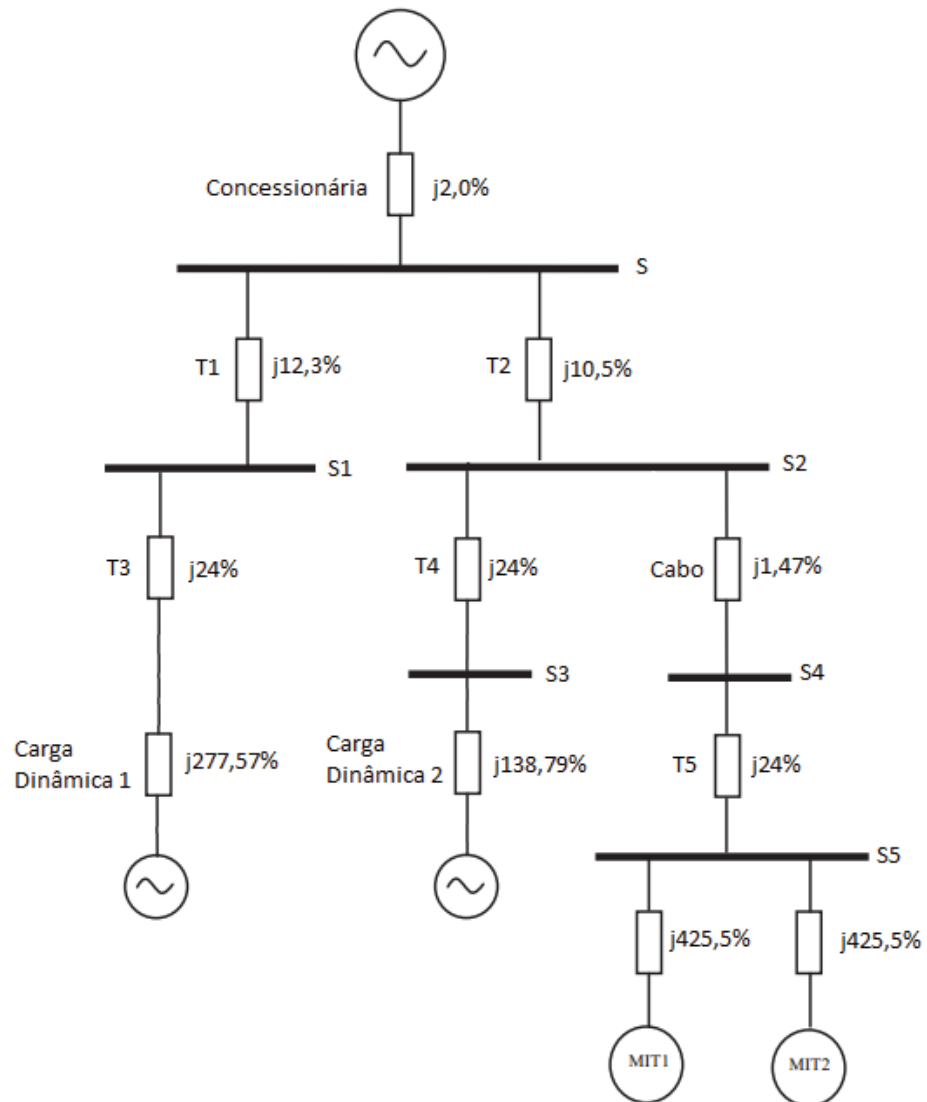 Concessionária
j2,0%
S
T1
j12,3%
T2
j10,5%
S1
S2
T3
j24%
T4
j24%
Cabo
j1,47%
S3
S4
Carga
Dinâmica 1
j277,57%
Carga
Dinâmica 2
j138,79%
T5
j24%
S5
j425,5%
j425,5%
MIT1
MIT2